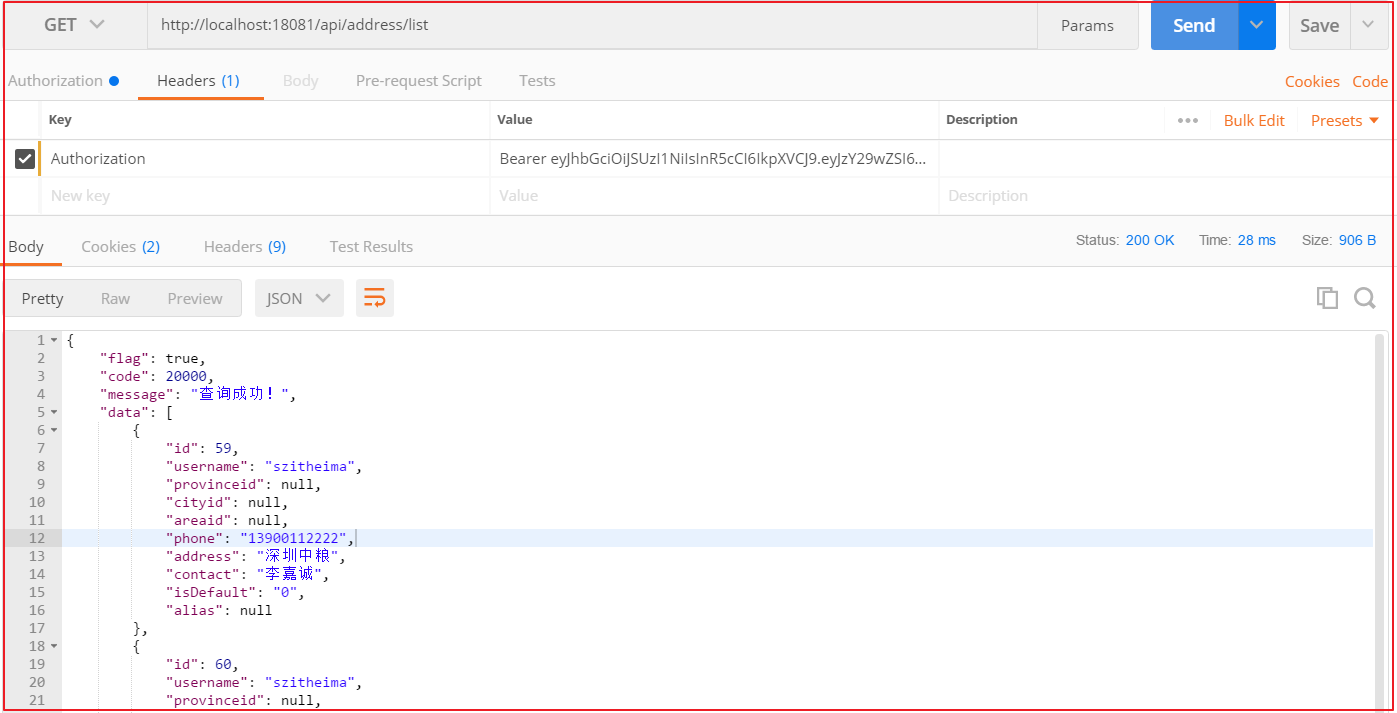 GET http://localhost:18081/api/address/list Params Send Save
Authorization Headers (1) Body Pre-request Script Tests Cookies Code
Key Value Description ••• Bulk Edit Presets
Authorization Bearer eyJhbGciOiJSUzI1NiIsInR5cCI6IkpXVCJ9.eyJzY29wZSI6...
New key Value Description
Body Cookies (2) Headers (9) Test Results Status: 200 OK Time: 28 ms Size: 906 B
Pretty Raw Preview JSON
1 {
2 "flag": true,
3 "code": 20000,
4 "message": "查询成功！",
5 "data": [
6 {
7 "id": 59,
8 "username": "szitheima",
9 "provinceid": null,
10 "cityid": null,
11 "areaid": null,
12 "phone": "13900112222",
13 "address": "深圳中粮",
14 "contact": "李嘉诚",
15 "isDefault": "0",
16 "alias": null
17 },
18 {
19 "id": 60,
20 "username": "szitheima",
21 "provinceid": null,